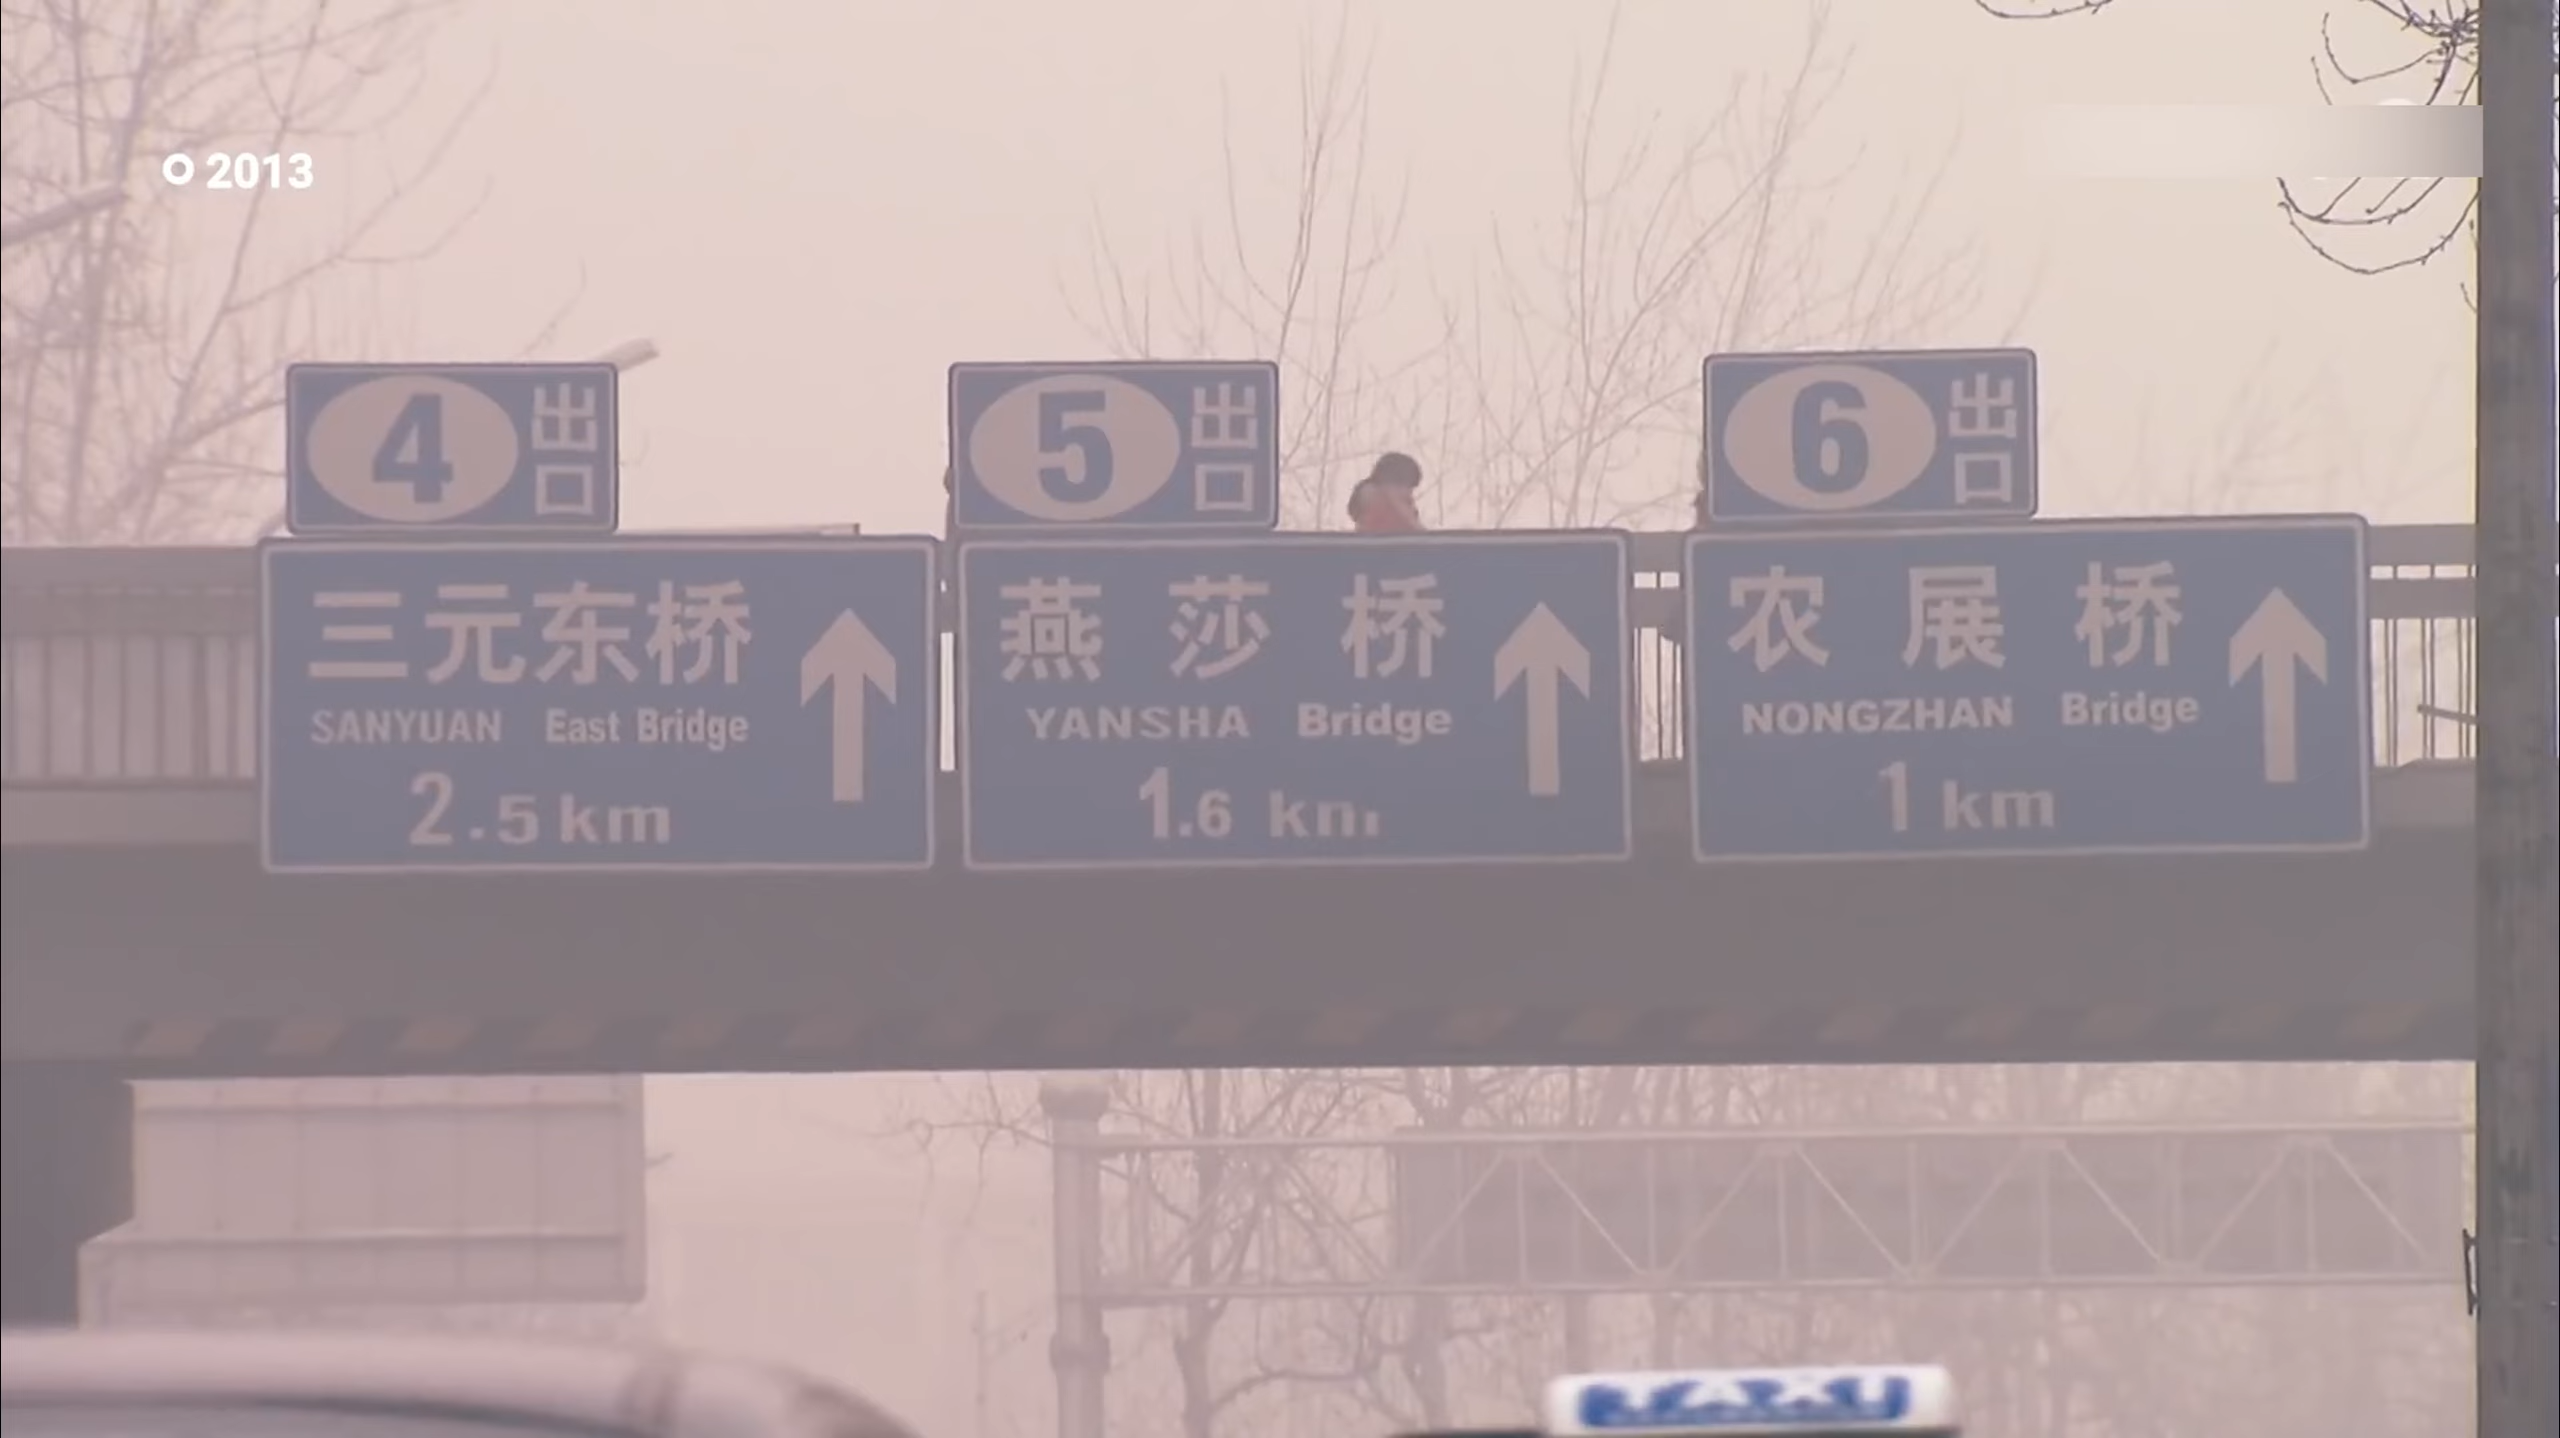 2013
4 出口
三元东桥
SANYUAN East Bridge
2.5 km
5 出口
燕莎桥
YANSHA Bridge
1.6 km
6 出口
农展桥
NONGZHAN Bridge
1 km
TAXI